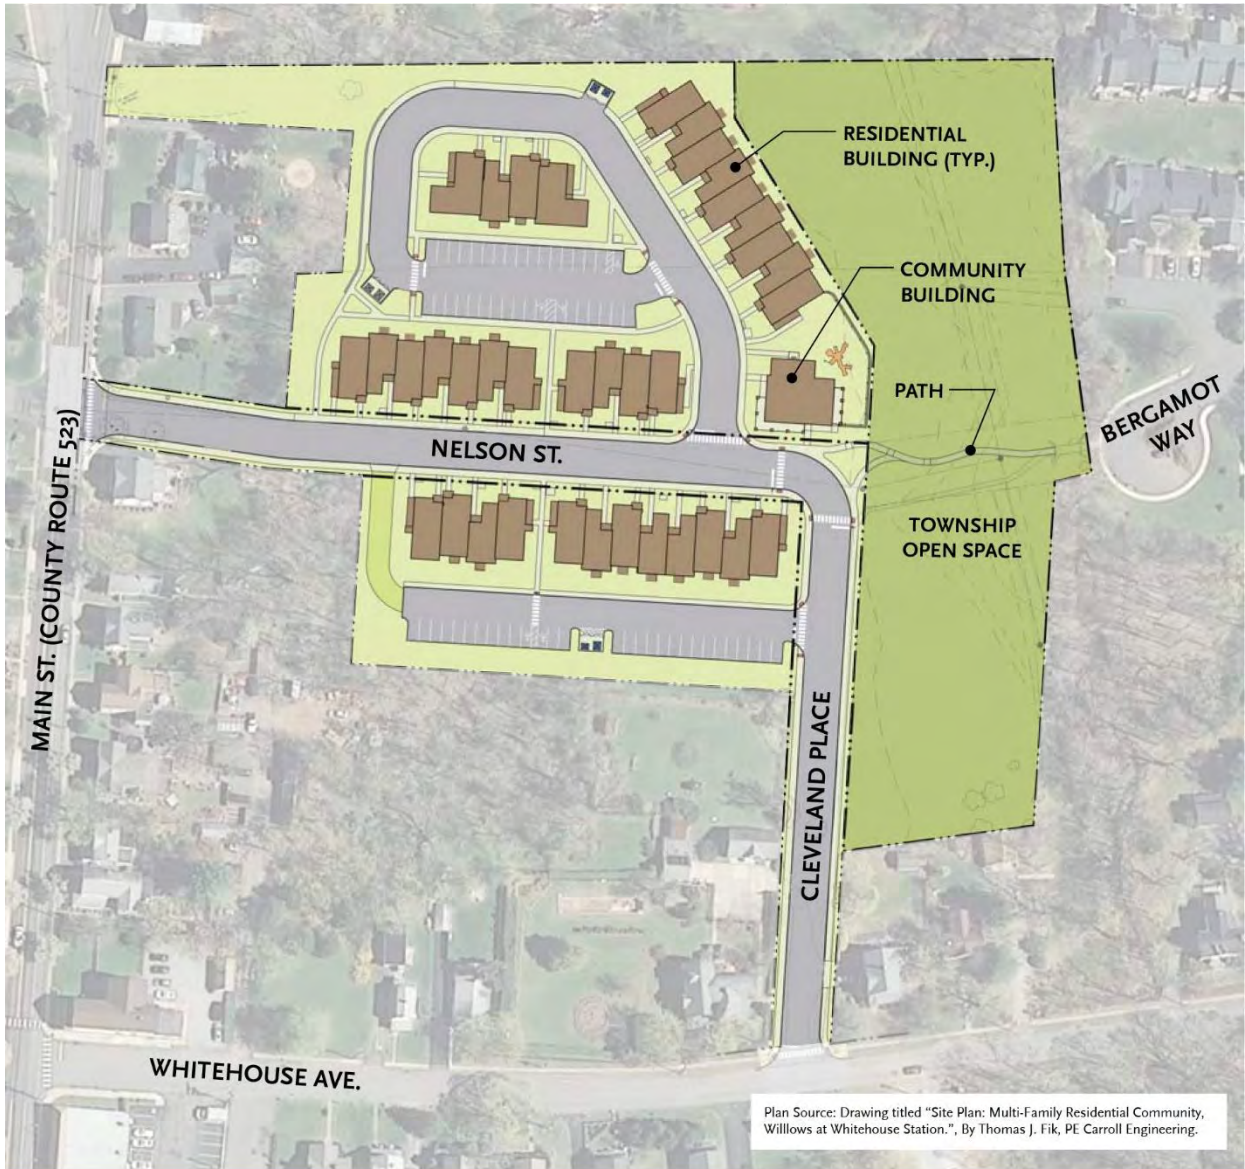 RESIDENTIAL
BUILDING (TYP.)
COMMUNITY
BUILDING
PATH
BERGAMOT
WAY
NELSON ST.
TOWNSHIP
OPEN SPACE
MAIN ST. (COUNTY ROUTE 523)
CLEVELAND PLACE
WHITEHOUSE AVE.
Plan Source: Drawing titled “Site Plan: Multi-Family Residential Community,
Willlows at Whitehouse Station.”, By Thomas J. Fik, PE Carroll Engineering.